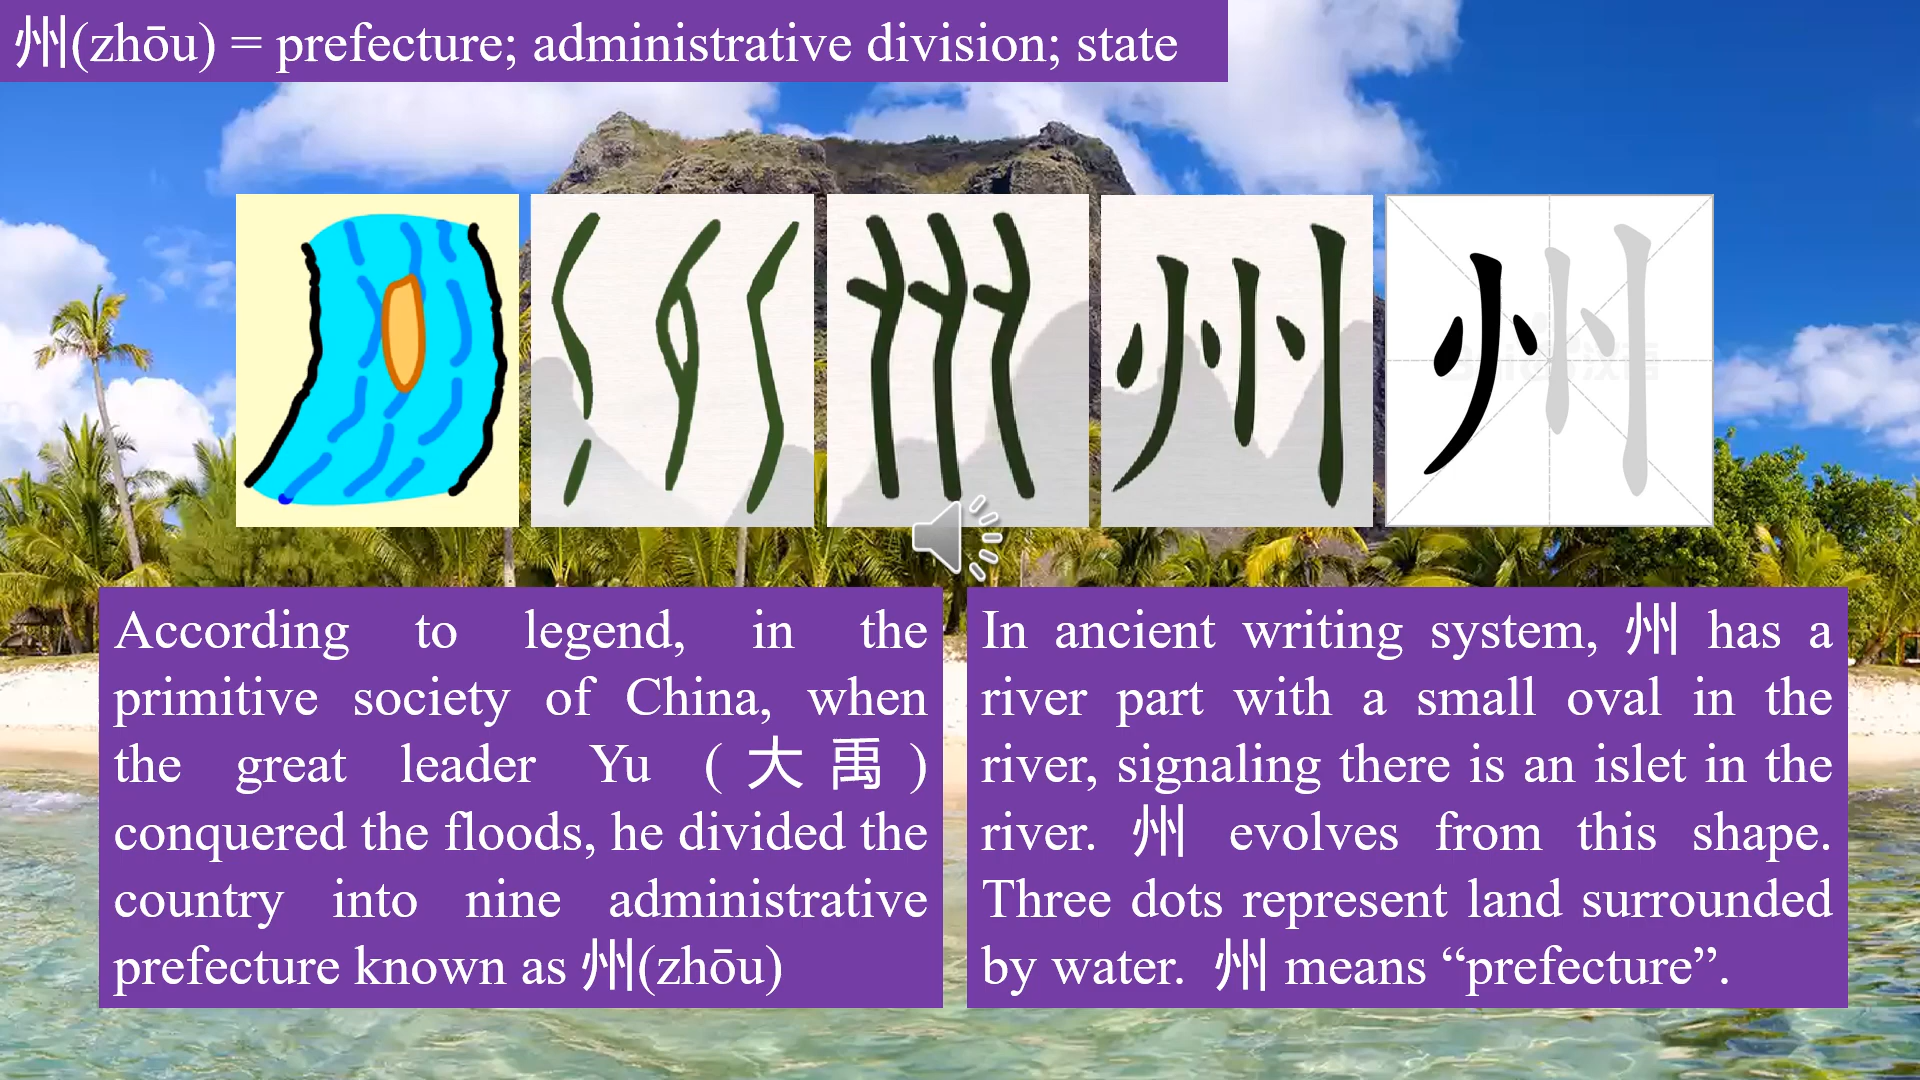 州(zhōu) = prefecture; administrative division; state
州
According to legend, in the
primitive society of China, when
the great leader Yu (大禹)
conquered the floods, he divided the
country into nine administrative
prefecture known as 州(zhōu)
In ancient writing system, 州 has a
river part with a small oval in the
river, signaling there is an islet in the
river. 州 evolves from this shape.
Three dots represent land surrounded
by water. 州 means “prefecture”.